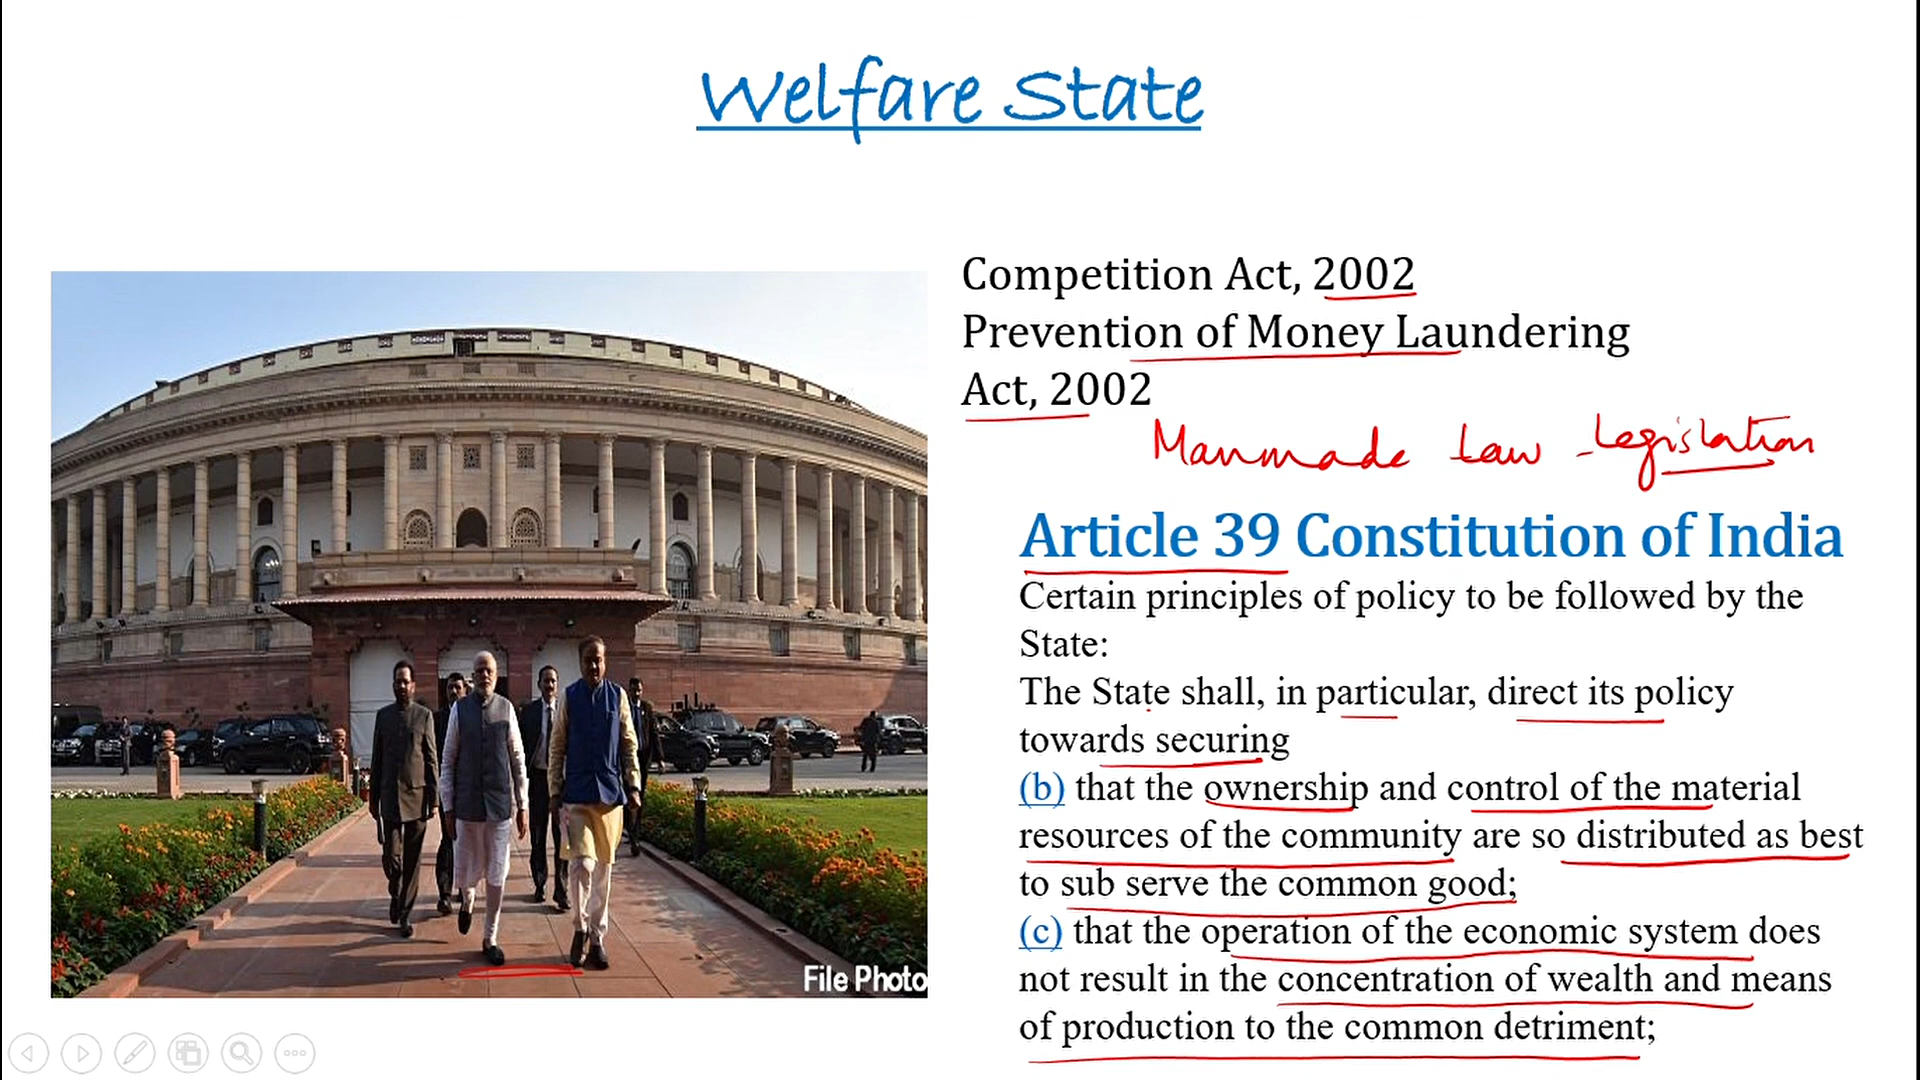 Welfare State
Competition Act, 2002
Prevention of Money Laundering
Act, 2002
Manmade Law - Legislation
Article 39 Constitution of India
Certain principles of policy to be followed by the
State:
The State shall, in particular, direct its policy
towards securing
(b) that the ownership and control of the material
resources of the community are so distributed as best
to sub serve the common good;
(c) that the operation of the economic system does
not result in the concentration of wealth and means
of production to the common detriment;
File Photo